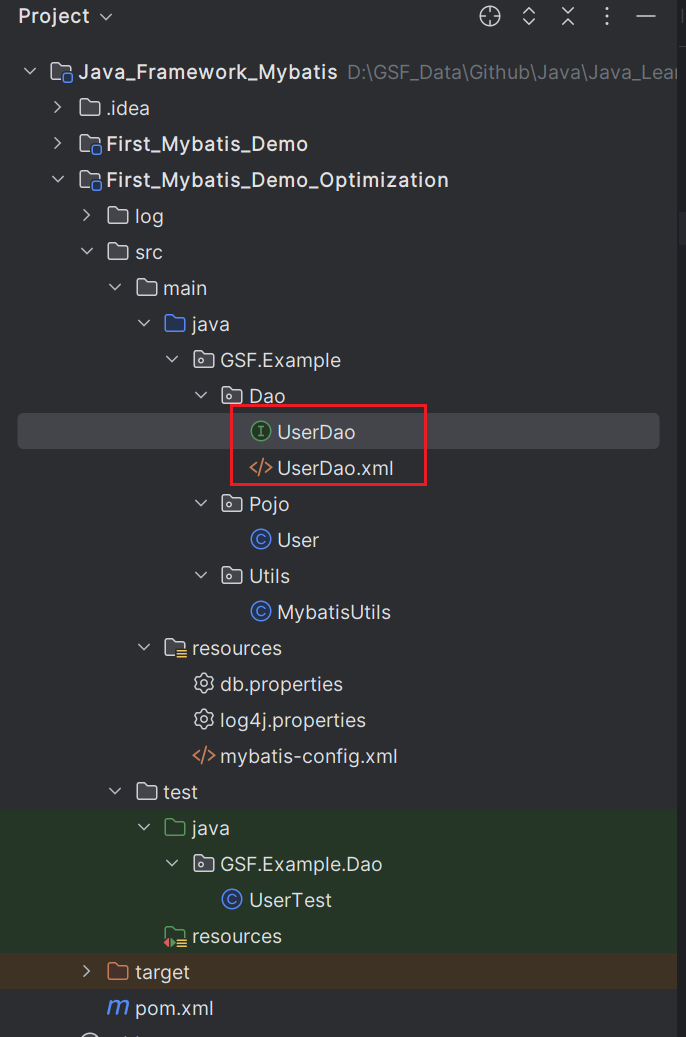 Project
Java_Framework_Mybatis D:\GSF_Data\Github\Java\Java_Lear
.idea
First_Mybatis_Demo
First_Mybatis_Demo_Optimization
log
src
main
java
GSF.Example
Dao
UserDao
UserDao.xml
Pojo
User
Utils
MybatisUtils
resources
db.properties
log4j.properties
mybatis-config.xml
test
java
GSF.Example.Dao
UserTest
resources
target
pom.xml